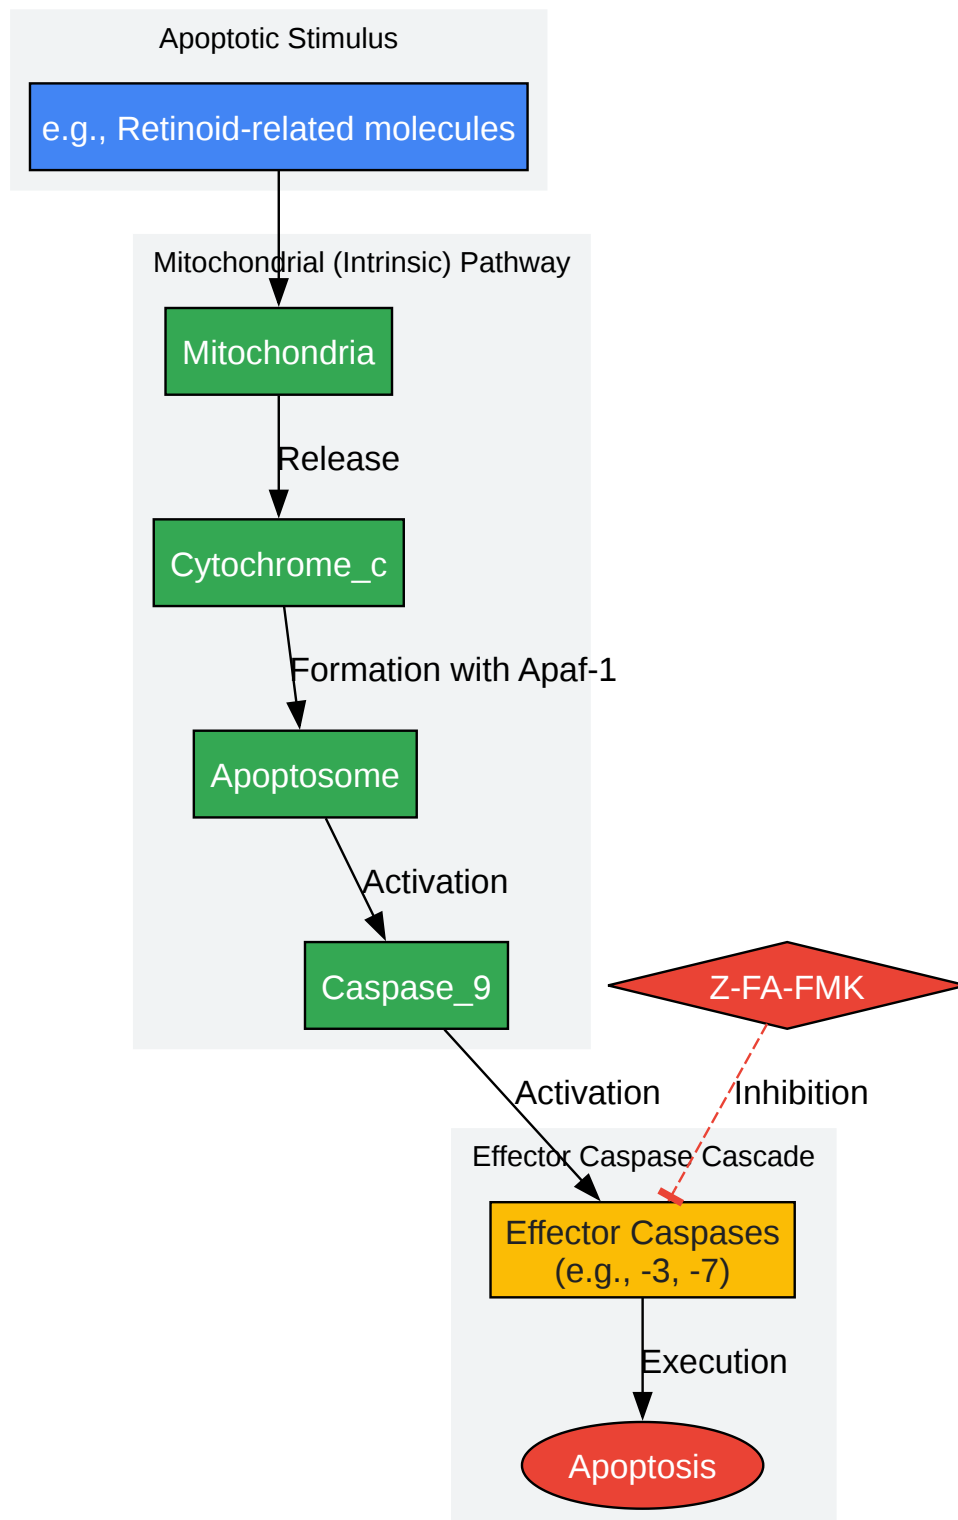 Apoptotic Stimulus
e.g., Retinoid-related molecules
Mitochondrial (Intrinsic) Pathway
Mitochondria
Release
Cytochrome_c
Formation with Apaf-1
Apoptosome
Activation
Caspase_9
Z-FA-FMK
Activation
Inhibition
Effector Caspase Cascade
Effector Caspases
(e.g., -3, -7)
Execution
Apoptosis